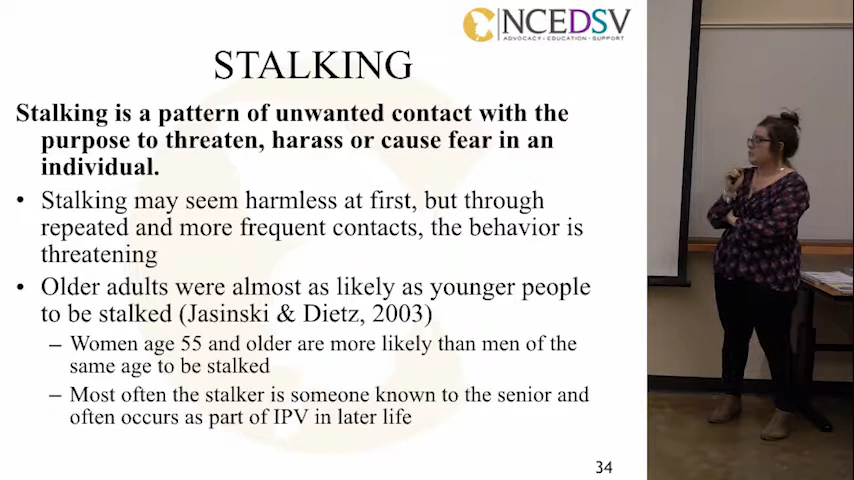 NCEDSV
ADVOCACY • EDUCATION • SUPPORT
STALKING
Stalking is a pattern of unwanted contact with the
purpose to threaten, harass or cause fear in an
individual.
• Stalking may seem harmless at first, but through
repeated and more frequent contacts, the behavior is
threatening
• Older adults were almost as likely as younger people
to be stalked (Jasinski & Dietz, 2003)
– Women age 55 and older are more likely than men of the
same age to be stalked
– Most often the stalker is someone known to the senior and
often occurs as part of IPV in later life
34